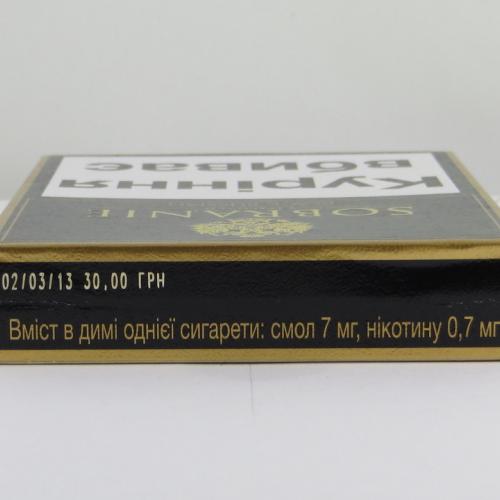 Куріння
вбиває
SOBRANIE
02/03/13 30,00 ГРН
Вміст в димі однієї сигарети: смол 7 мг, нікотину 0,7 мг